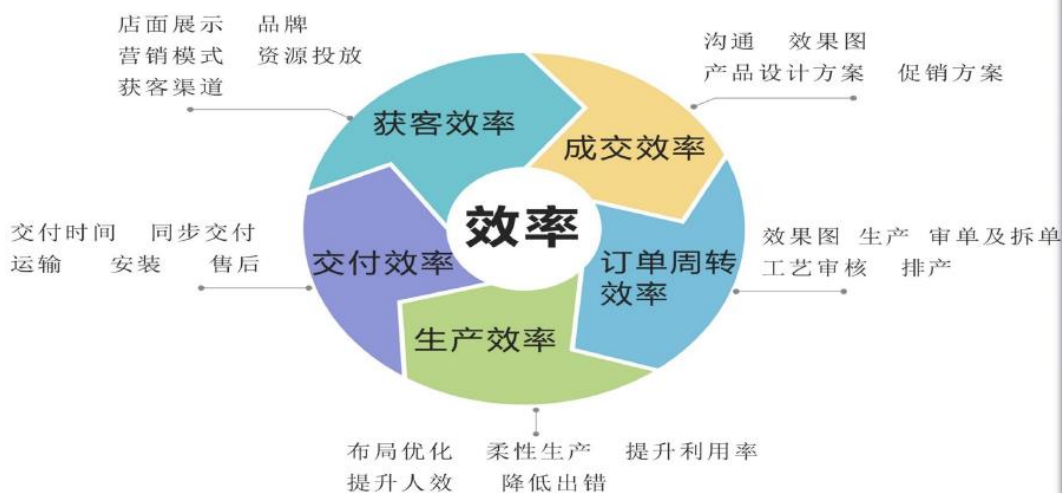 店面展示 品牌
营销模式 资源投放
获客渠道
沟通 效果图
产品设计方案 促销方案
获客效率
成交效率
效率
交付时间 同步交付
运输 安装 售后
交付效率
订单周转
效率
效果图 生产 审单及拆单
工艺审核 排产
生产效率
布局优化 柔性生产 提升利用率
提升人效 降低出错